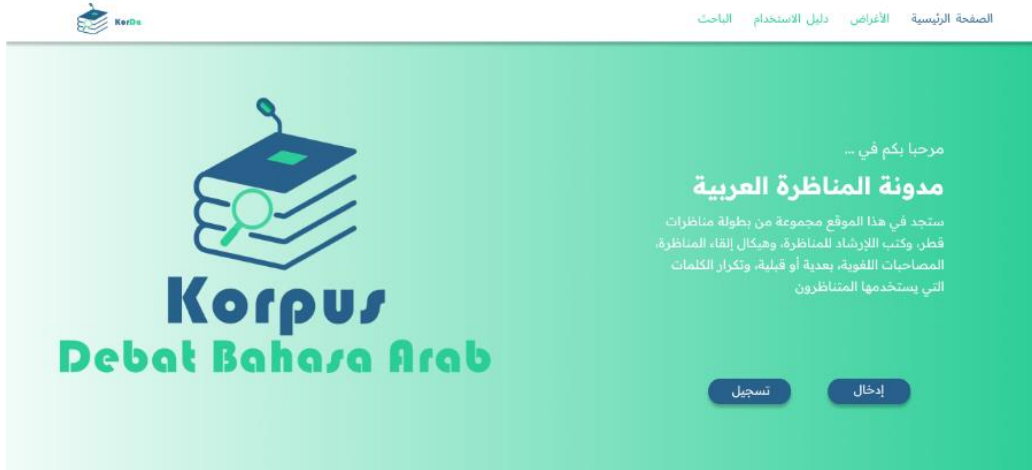 KorDa
الصفحة الرئيسية الأغراض دليل الاستخدام الباحث
مرحبا بكم في ...
مدونة المناظرة العربية
ستجد في هذا الموقع مجموعة من بطولة مناظرات
قطر، وكتب اللإرشاد للمناظرة، وهيكال إلقاء المناظرة،
المصاحبات اللغوية، بعدية أو قبلية، وتكرار الكلمات
التي يستخدمها المتناظرون
إدخال تسجيل
Korpus
Debat Bahasa Arab